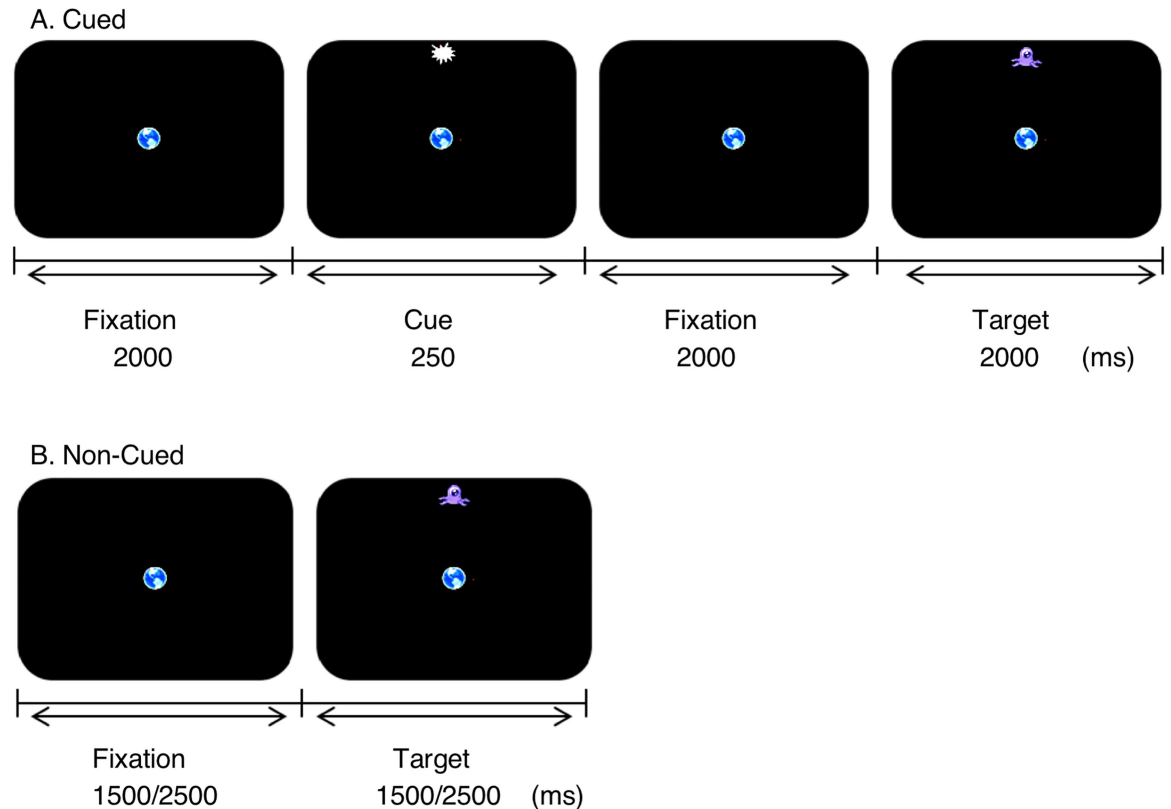 A. Cued
Fixation Cue Fixation Target
2000 250 2000 2000 (ms)
B. Non-Cued
Fixation Target
1500/2500 1500/2500 (ms)